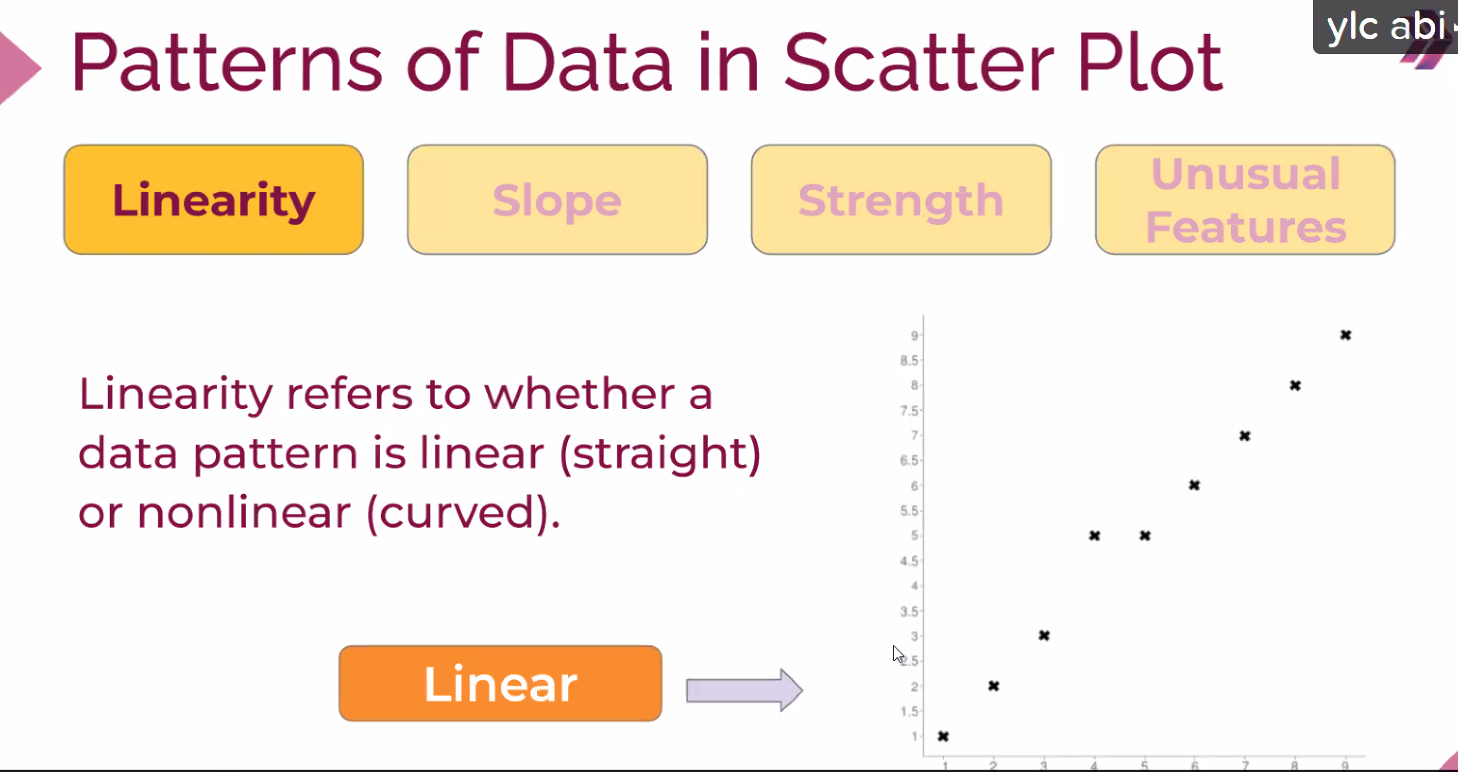 ylc abi
Patterns of Data in Scatter Plot
Linearity
Slope
Strength
Unusual
Features
Linearity refers to whether a
data pattern is linear (straight)
or nonlinear (curved).
Linear
9
8.5
8
7.5
7
6.5
6
5.5
5
4.5
4
3.5
3
2.5
2
1.5
1
1 2 3 4 5 6 7 8 9